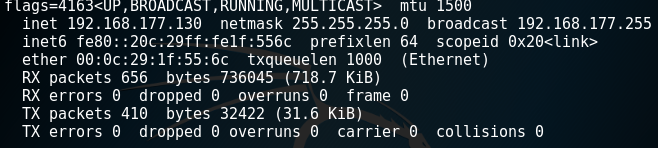 flags=4163<UP,BROADCAST,RUNNING,MULTICAST>  mtu 1500
inet 192.168.177.130  netmask 255.255.255.0  broadcast 192.168.177.255
inet6 fe80::20c:29ff:fe1f:556c  prefixlen 64  scopeid 0x20<link>
ether 00:0c:29:1f:55:6c  txqueuelen 1000  (Ethernet)
RX packets 656  bytes 736045 (718.7 KiB)
RX errors 0  dropped 0  overruns 0  frame 0
TX packets 410  bytes 32422 (31.6 KiB)
TX errors 0  dropped 0 overruns 0  carrier 0  collisions 0